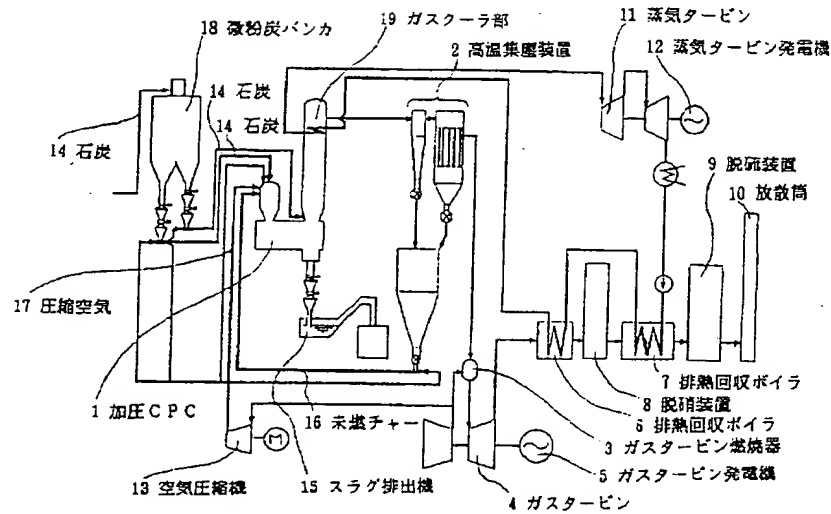 19 ガスクーラ部
11 蒸気タービン
18 微粉炭バンカ
2 高温集塵装置
12 蒸気タービン発電機
14 石炭
14 石炭
14 石炭
9 脱硫装置
10 放散筒
17 圧縮空気
7 排熱回収ボイラ
8 脱硝装置
1 加圧CPC
16 未燃チャー
6 排熱回収ボイラ
3 ガスタービン燃焼器
M
5 ガスタービン発電機
13 空気圧縮機
15 スラグ排出機
4 ガスタービン